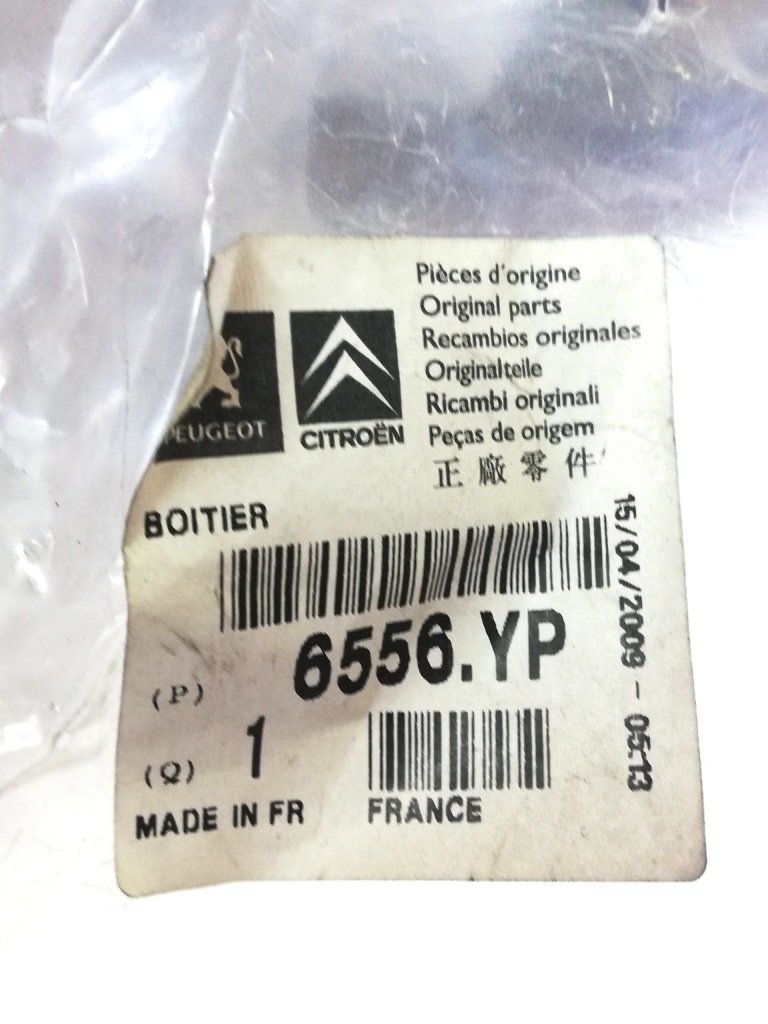 Pièces d'origine
Original parts
Recambios originales
Originalteile
Ricambi originali
Peças de origem
正廠零件
PEUGEOT
CITROËN
BOITIER
15/04/2009 - 05:13
6556.YP
(P)
(Q) 1
MADE IN FR FRANCE